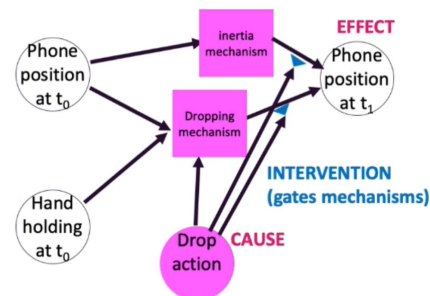 EFFECT
Phone
position
at t₀
inertia
mechanism
Phone
position
at t₁
Dropping
mechanism
INTERVENTION
(gates mechanisms)
Hand
holding
at t₀
Drop
action
CAUSE